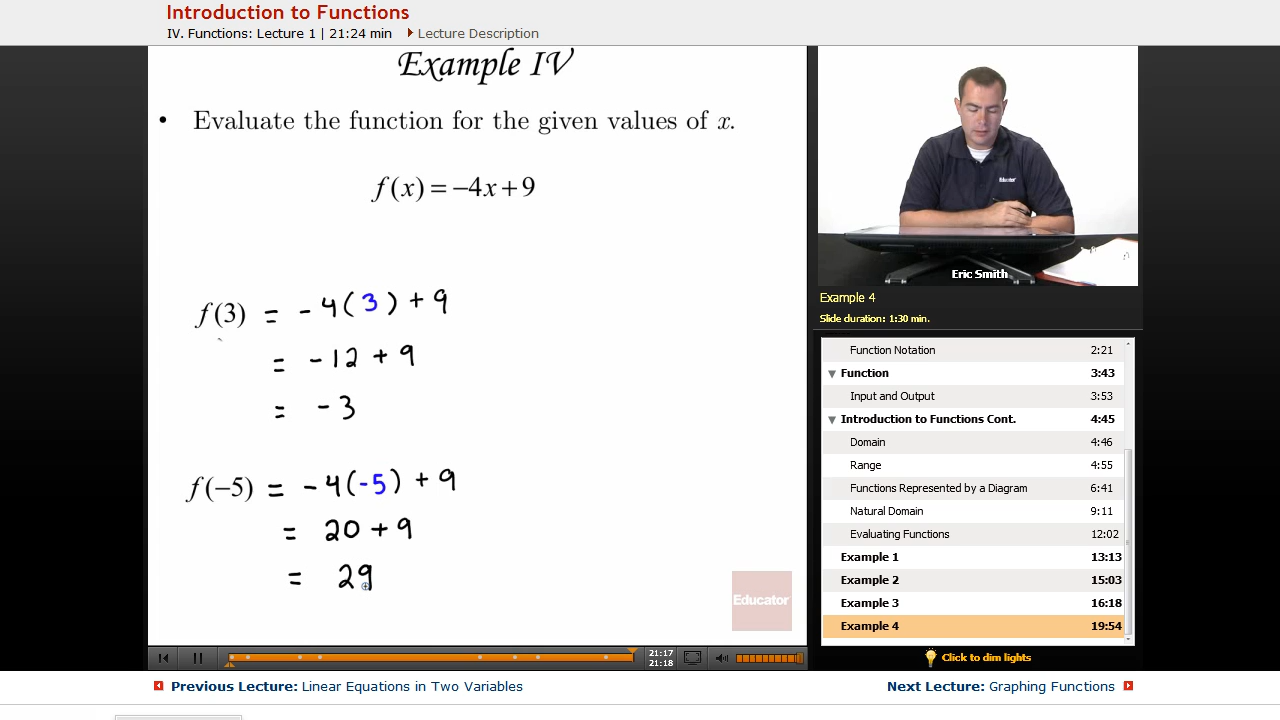 Introduction to Functions
IV. Functions: Lecture 1 | 21:24 min Lecture Description
Example IV
• Evaluate the function for the given values of x.
f(x) = −4x + 9
f(3) = - 4(3) + 9
= -12 + 9
= -3
f(−5) = -4(-5) + 9
= 20 + 9
= 29
Educator
Educator
Eric Smith
Example 4
Slide duration: 1:30 min.
Function Notation 2:21
Function 3:43
Input and Output 3:53
Introduction to Functions Cont. 4:45
Domain 4:46
Range 4:55
Functions Represented by a Diagram 6:41
Natural Domain 9:11
Evaluating Functions 12:02
Example 1 13:13
Example 2 15:03
Example 3 16:18
Example 4 19:54
21:17
21:18
Click to dim lights
Previous Lecture: Linear Equations in Two Variables
Next Lecture: Graphing Functions